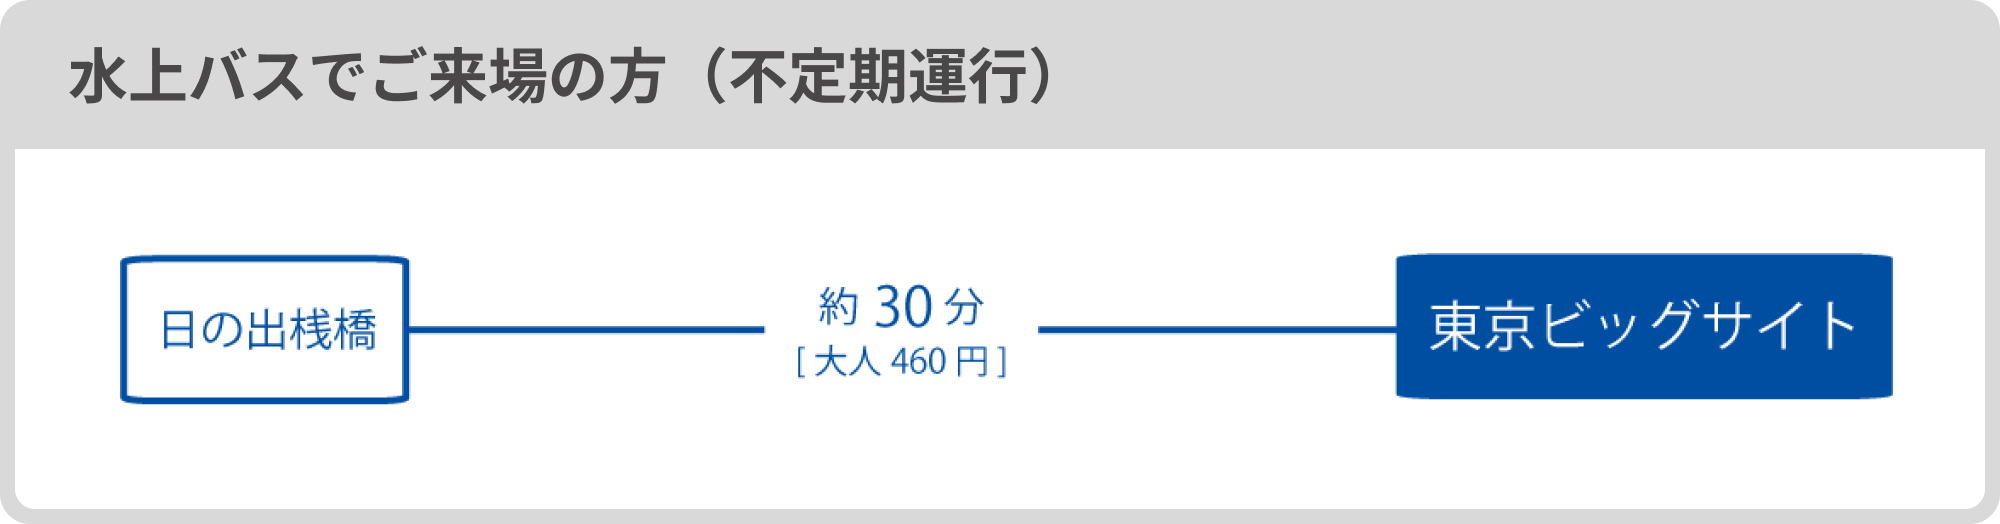 水上バスでご来場の方（不定期運行）
日の出桟橋
約 30 分
[ 大人 460 円 ]
東京ビッグサイト